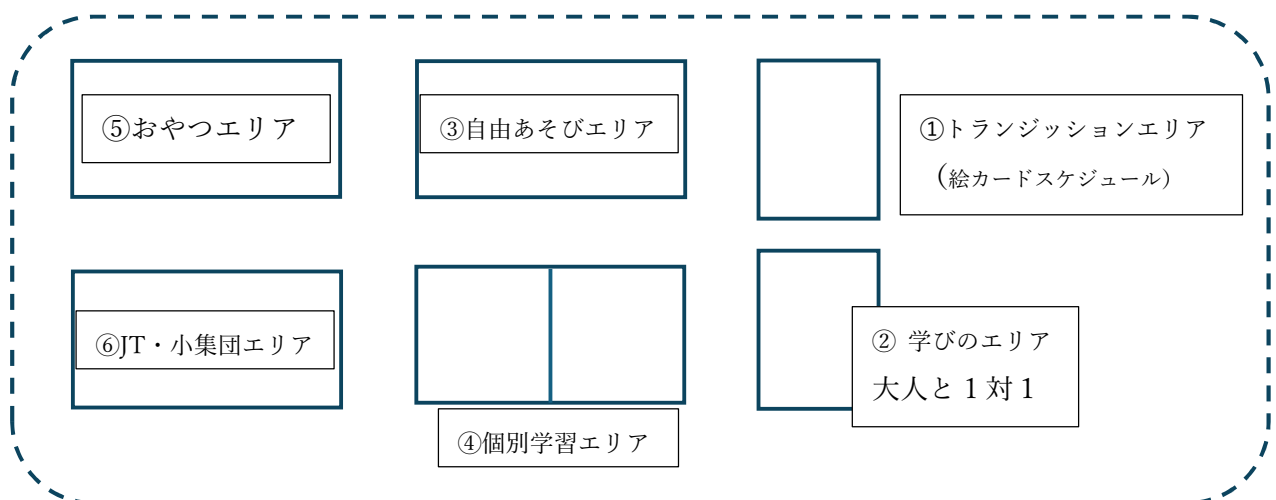 ⑤おやつエリア
③自由あそびエリア
①トランジッションエリア
(絵カードスケジュール)
⑥JT・小集団エリア
② 学びのエリア
大人と１対１
④個別学習エリア